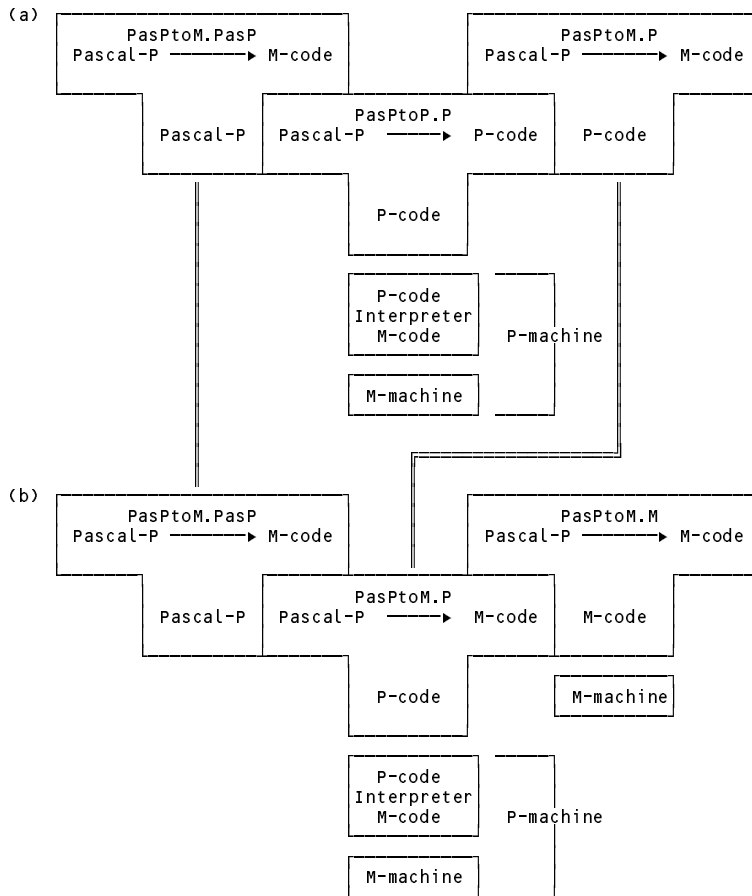 (a)
PasPtoM.PasP PasPtoM.P
Pascal-P M-code Pascal-P M-code
PasPtoP.P
Pascal-P Pascal-P P-code P-code
P-code
P-code
Interpreter P-machine
M-code
M-machine
(b)
PasPtoM.PasP PasPtoM.M
Pascal-P M-code Pascal-P M-code
PasPtoM.P
Pascal-P Pascal-P M-code M-code
P-code M-machine
P-code
Interpreter P-machine
M-code
M-machine